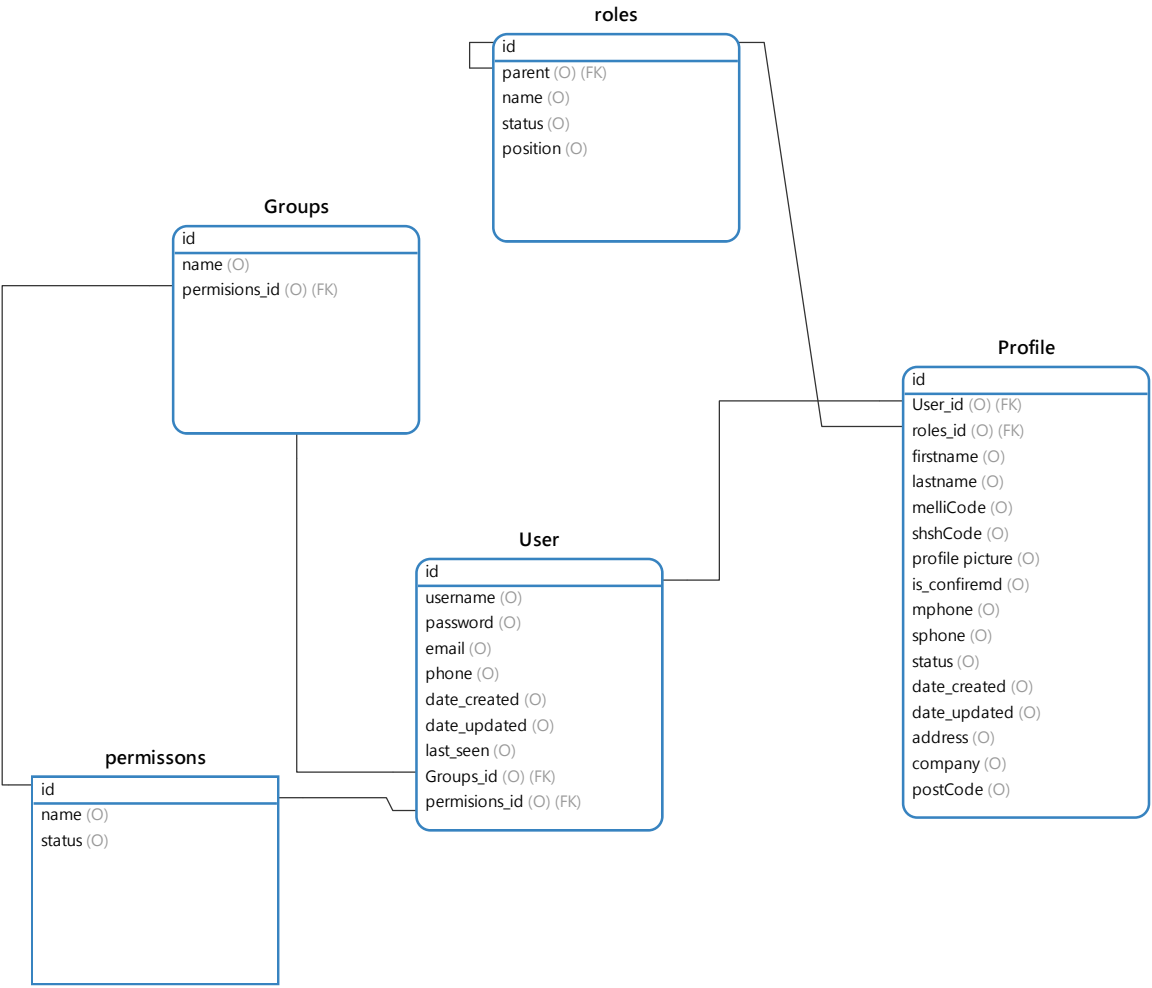 roles
id
parent (O) (FK)
name (O)
status (O)
position (O)
Groups
id
name (O)
permisions_id (O) (FK)
Profile
id
User_id (O) (FK)
roles_id (O) (FK)
firstname (O)
lastname (O)
melliCode (O)
shshCode (O)
profile picture (O)
is_confiremd (O)
mphone (O)
sphone (O)
status (O)
date_created (O)
date_updated (O)
address (O)
company (O)
postCode (O)
User
id
username (O)
password (O)
email (O)
phone (O)
date_created (O)
date_updated (O)
last_seen (O)
Groups_id (O) (FK)
permisions_id (O) (FK)
permissons
id
name (O)
status (O)